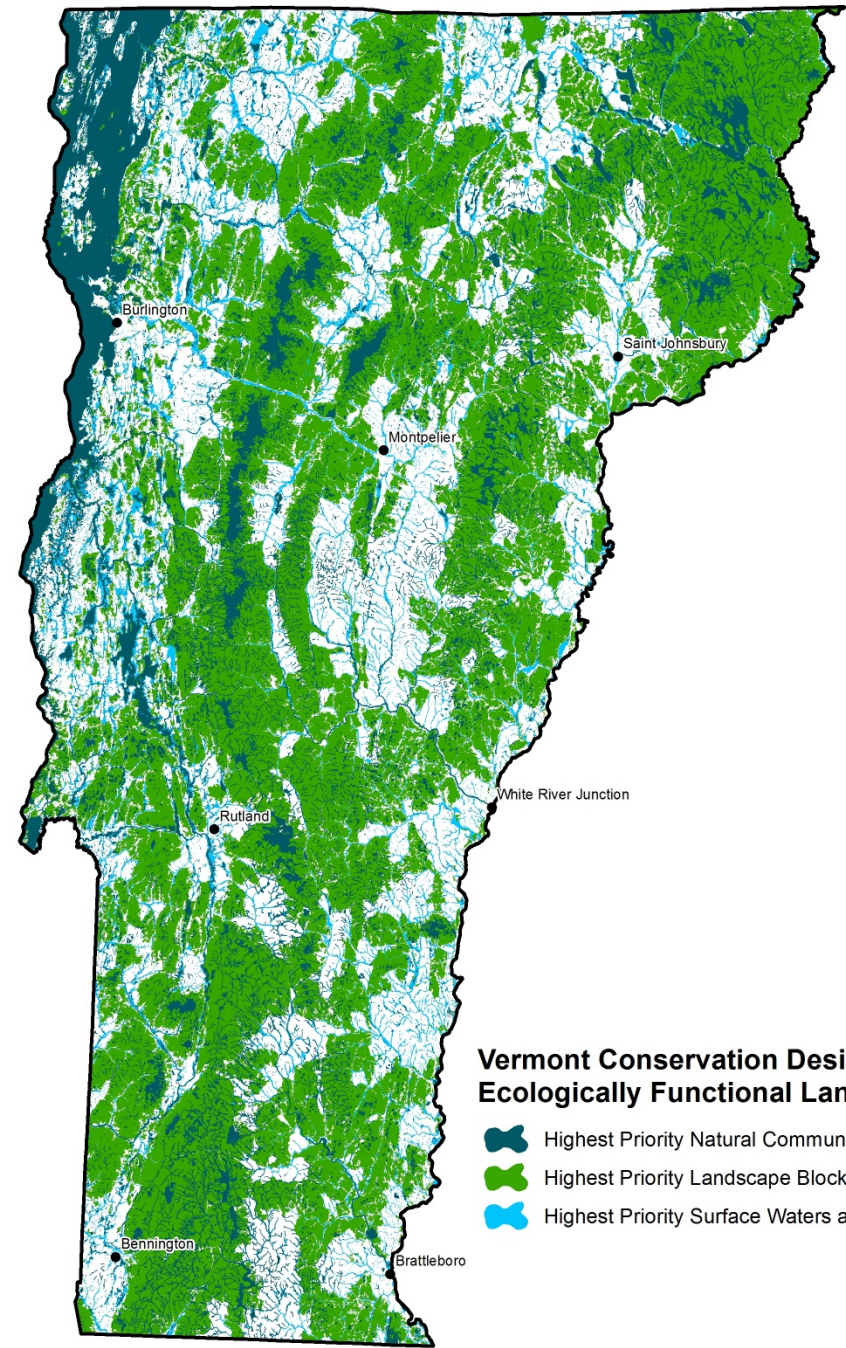 Burlington
Saint Johnsbury
Montpelier
White River Junction
Rutland
Vermont Conservation Desi
Ecologically Functional Lan
Highest Priority Natural Commun
Highest Priority Landscape Block
Highest Priority Surface Waters a
Bennington
Brattleboro